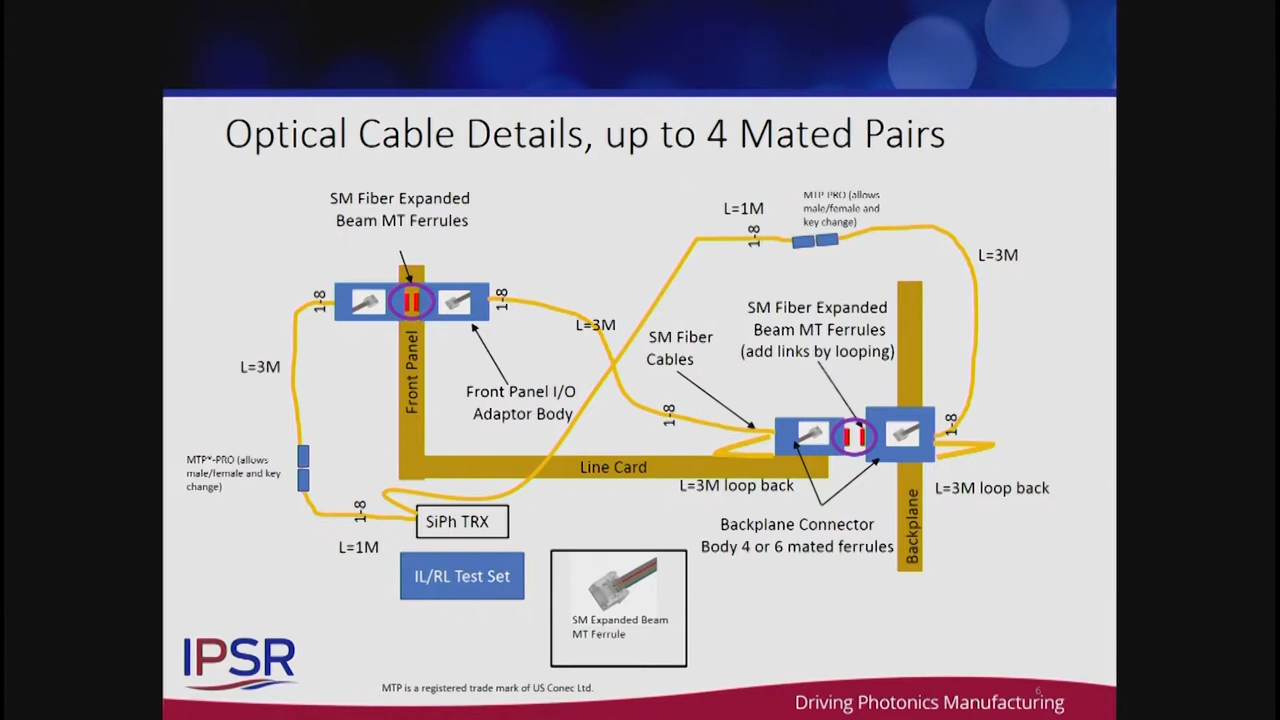 Optical Cable Details, up to 4 Mated Pairs
SM Fiber Expanded
Beam MT Ferrules
L=1M
MTP PRO (allows
male/female and
key change)
1-8
L=3M
1-8
1-8
L=3M
SM Fiber Expanded
Beam MT Ferrules
(add links by looping)
SM Fiber
Cables
L=3M
Front Panel
Front Panel I/O
Adaptor Body
1-8
1-8
MTP*-PRO (allows
male/female and key
change)
Line Card
L=3M loop back
L=3M loop back
1-8
SiPh TRX
L=1M
Backplane Connector
Body 4 or 6 mated ferrules
Backplane
IL/RL Test Set
SM Expanded Beam
MT Ferrule
IPSR
MTP is a registered trade mark of US Conec Ltd.
6
Driving Photonics Manufacturing